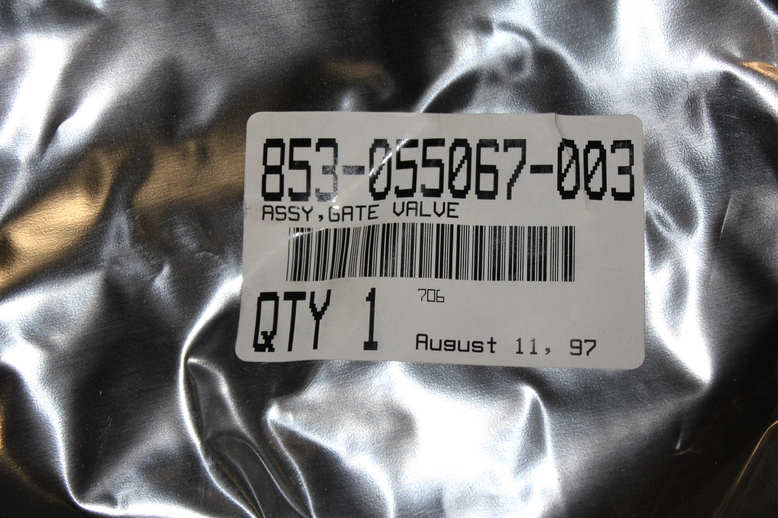 853-055067-003
ASSY,GATE VALVE
706
QTY 1
August 11, 97